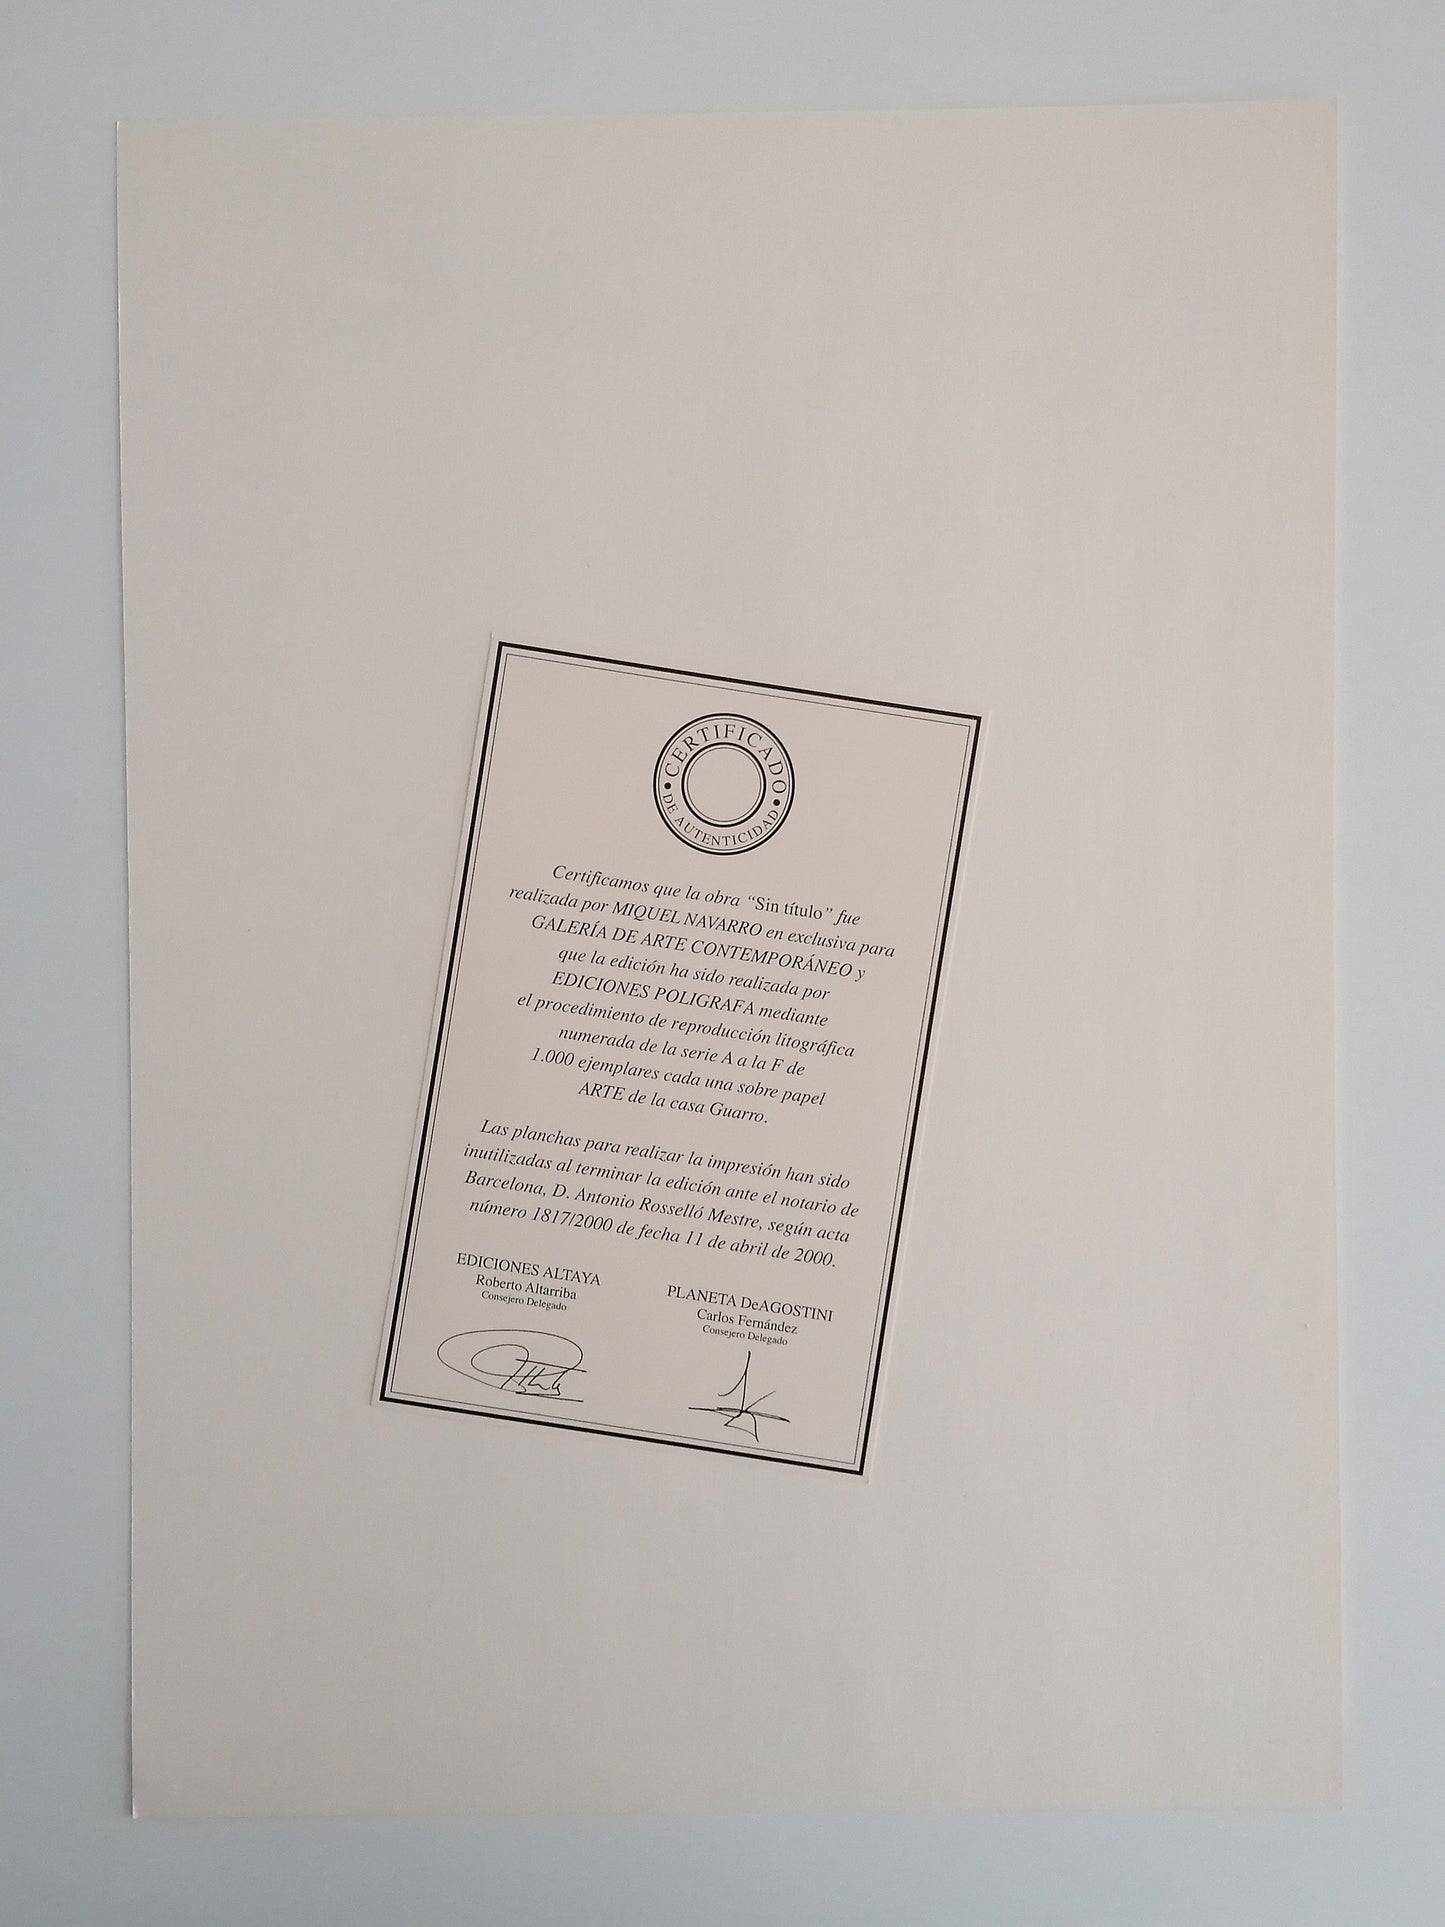 CERTIFICADO
DE AUTENTICIDAD
Certificamos que la obra “Sin título” fue
realizada por MIQUEL NAVARRO en exclusiva para
GALERÍA DE ARTE CONTEMPORÁNEO y
que la edición ha sido realizada por
EDICIONES POLIGRAFA mediante
el procedimiento de reproducción litográfica
numerada de la serie A a la F de
1.000 ejemplares cada una sobre papel
ARTE de la casa Guarro.
Las planchas para realizar la impresión han sido
inutilizadas al terminar la edición ante el notario de
Barcelona, D. Antonio Rosselló Mestre, según acta
número 1817/2000 de fecha 11 de abril de 2000.
EDICIONES ALTAYA
Roberto Altarriba
Consejero Delegado
PLANETA DeAGOSTINI
Carlos Fernández
Consejero Delegado